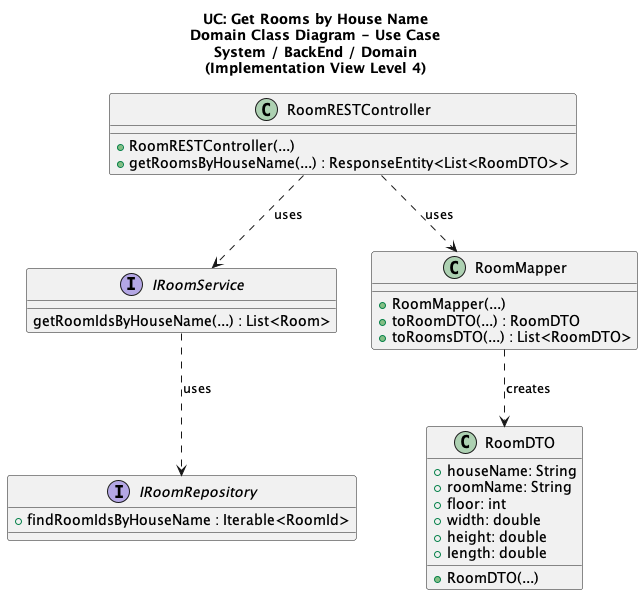 UC: Get Rooms by House Name
Domain Class Diagram - Use Case
System / BackEnd / Domain
(Implementation View Level 4)
C RoomRESTController
RoomRESTController(...)
getRoomsByHouseName(...) : ResponseEntity<List<RoomDTO>>
uses
uses
I IRoomService
getRoomIdsByHouseName(...) : List<Room>
C RoomMapper
RoomMapper(...)
toRoomDTO(...) : RoomDTO
toRoomsDTO(...) : List<RoomDTO>
uses
creates
I IRoomRepository
findRoomIdsByHouseName : Iterable<RoomId>
C RoomDTO
houseName: String
roomName: String
floor: int
width: double
height: double
length: double
RoomDTO(...)